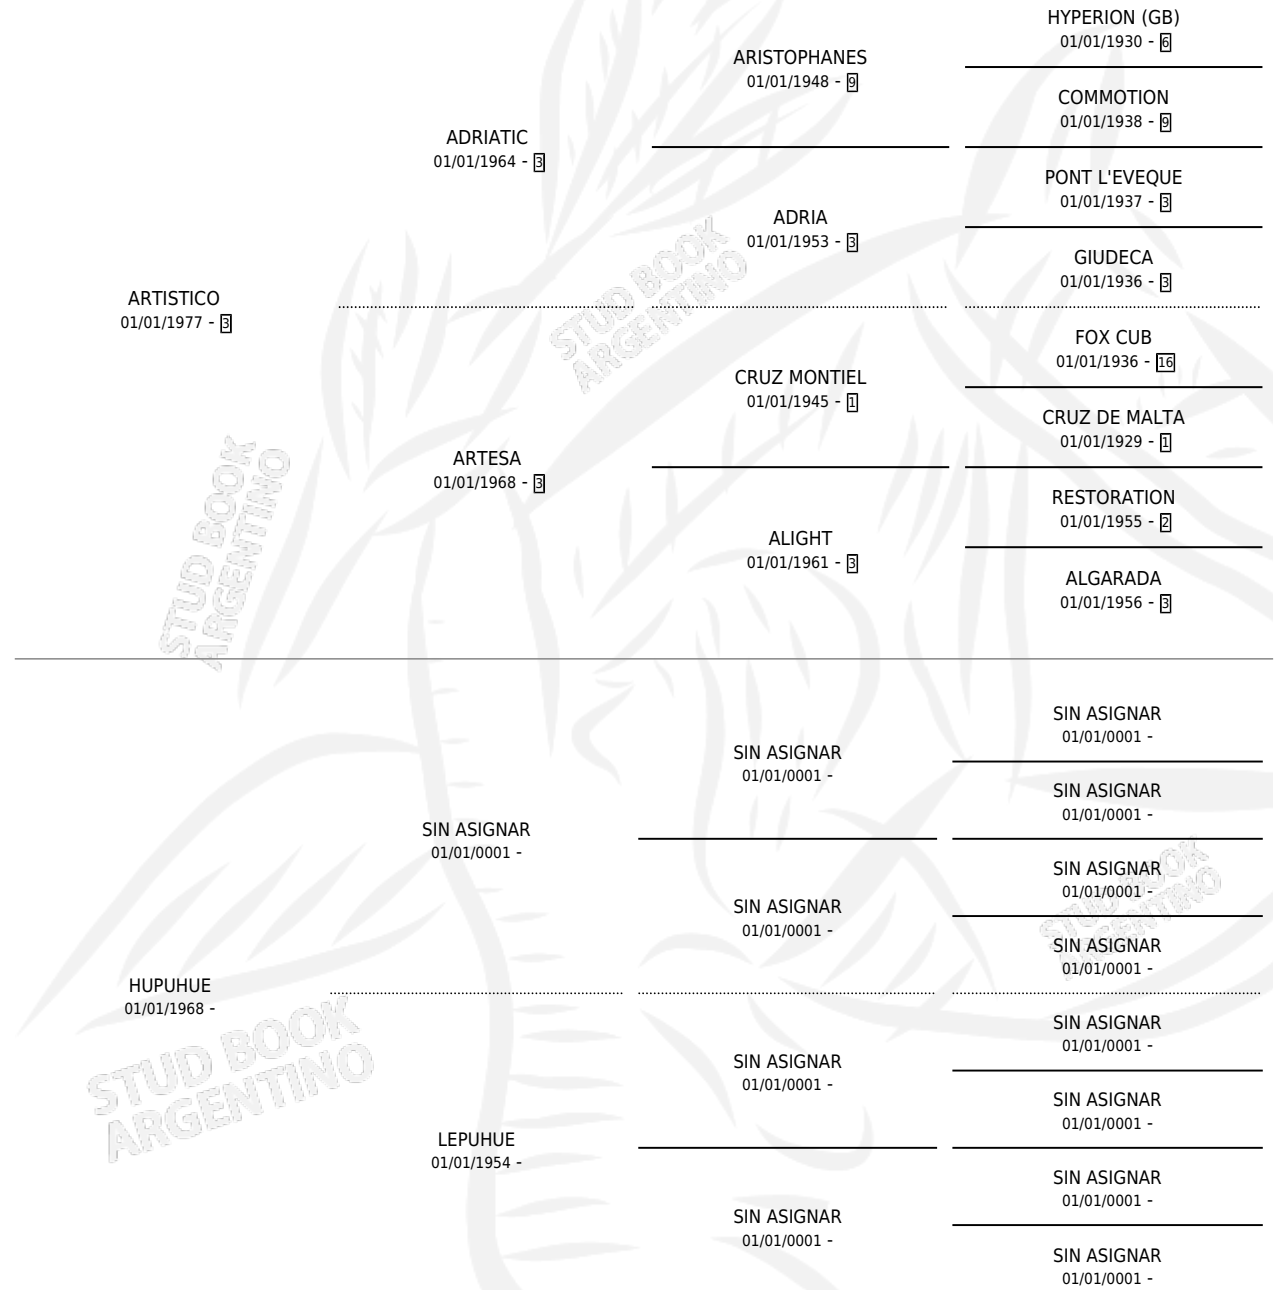 HYPERION (GB)
01/01/1930 - 6
ARISTOPHANES
01/01/1948 - 9
COMMOTION
01/01/1938 - 9
ADRIATIC
01/01/1964 - 3
PONT L'EVEQUE
01/01/1937 - 3
ADRIA
01/01/1953 - 3
GIUDECA
01/01/1936 - 3
ARTISTICO
01/01/1977 - 3
FOX CUB
01/01/1936 - 16
CRUZ MONTIEL
01/01/1945 - 1
CRUZ DE MALTA
01/01/1929 - 1
ARTESA
01/01/1968 - 3
RESTORATION
01/01/1955 - 2
ALIGHT
01/01/1961 - 3
ALGARADA
01/01/1956 - 3
STUD BOOK
ARGENTINO
STUD BOOK
ARGENTINO
SIN ASIGNAR
01/01/0001 -
SIN ASIGNAR
01/01/0001 -
SIN ASIGNAR
01/01/0001 -
SIN ASIGNAR
01/01/0001 -
SIN ASIGNAR
01/01/0001 -
SIN ASIGNAR
01/01/0001 -
SIN ASIGNAR
01/01/0001 -
HUPUHUE
01/01/1968 -
SIN ASIGNAR
01/01/0001 -
SIN ASIGNAR
01/01/0001 -
SIN ASIGNAR
01/01/0001 -
LEPUHUE
01/01/1954 -
SIN ASIGNAR
01/01/0001 -
SIN ASIGNAR
01/01/0001 -
SIN ASIGNAR
01/01/0001 -
STUD BOOK
ARGENTINO
STUD BOOK
ARGENTINO